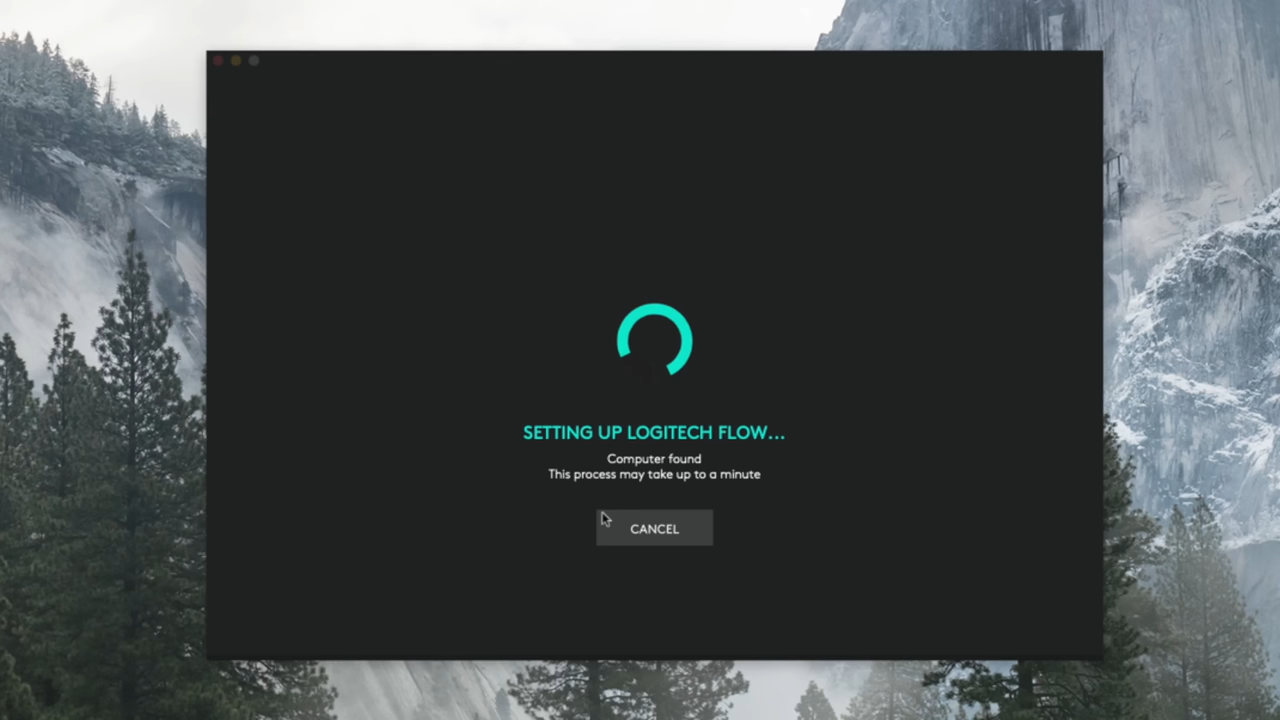 SETTING UP LOGITECH FLOW...
Computer found
This process may take up to a minute
CANCEL